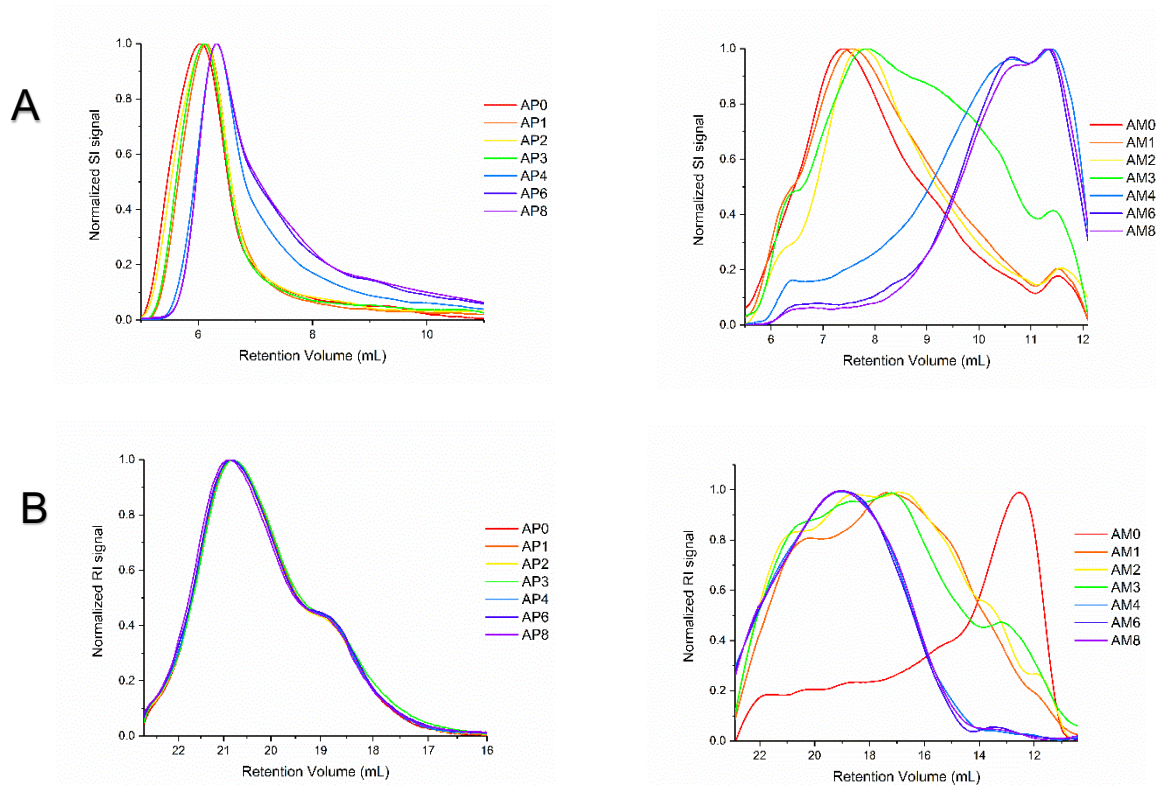 A
Normalized SI signal
1.0
0.8
0.6
0.4
0.2
0.0
6
8
10
Retention Volume (mL)
AP0
AP1
AP2
AP3
AP4
AP6
AP8
Normalized SI signal
1.0
0.8
0.6
0.4
0.2
0.0
6
7
8
9
10
11
12
Retention Volume (mL)
AM0
AM1
AM2
AM3
AM4
AM6
AM8
B
Normalized RI signal
1.0
0.8
0.6
0.4
0.2
0.0
22
21
20
19
18
17
16
Retention Volume (mL)
AP0
AP1
AP2
AP3
AP4
AP6
AP8
Normalized RI signal
1.0
0.8
0.6
0.4
0.2
0.0
22
20
18
16
14
12
Retention Volume (mL)
AM0
AM1
AM2
AM3
AM4
AM6
AM8